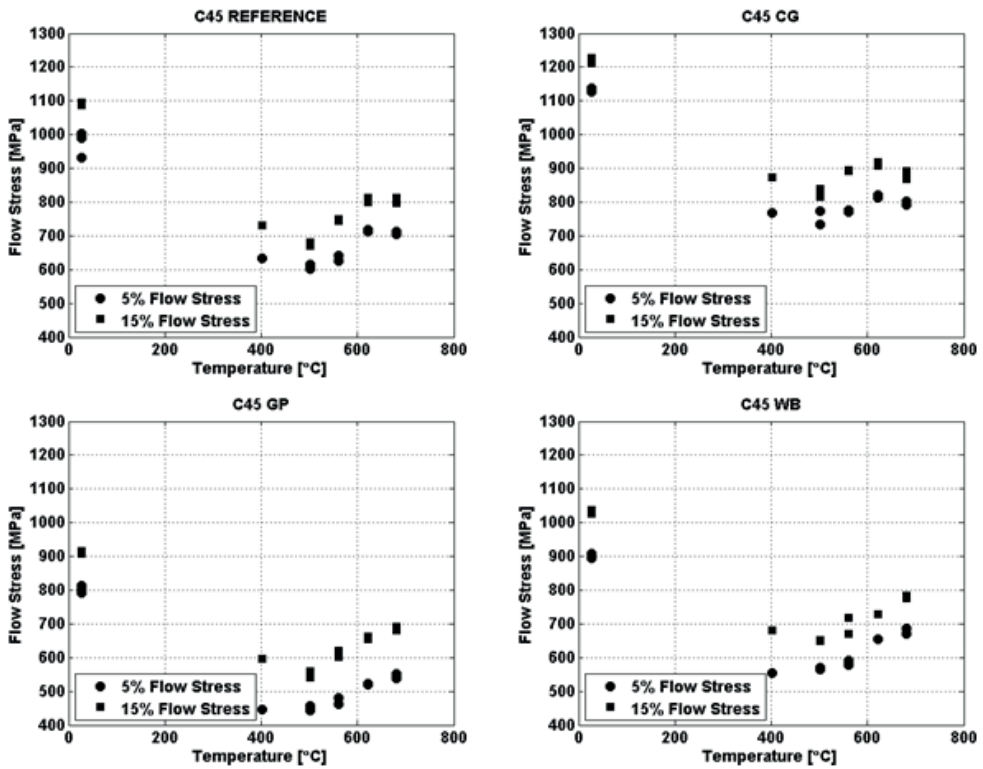 C45 REFERENCE
1300
1200
1100
1000
900
800
700
600
500
400
Flow Stress [MPa]
5% Flow Stress
15% Flow Stress
0 200 400 600 800
Temperature [°C]
C45 CG
1300
1200
1100
1000
900
800
700
600
500
400
Flow Stress [MPa]
5% Flow Stress
15% Flow Stress
0 200 400 600 800
Temperature [°C]
C45 GP
1300
1200
1100
1000
900
800
700
600
500
400
Flow Stress [MPa]
5% Flow Stress
15% Flow Stress
0 200 400 600 800
Temperature [°C]
C45 WB
1300
1200
1100
1000
900
800
700
600
500
400
Flow Stress [MPa]
5% Flow Stress
15% Flow Stress
0 200 400 600 800
Temperature [°C]